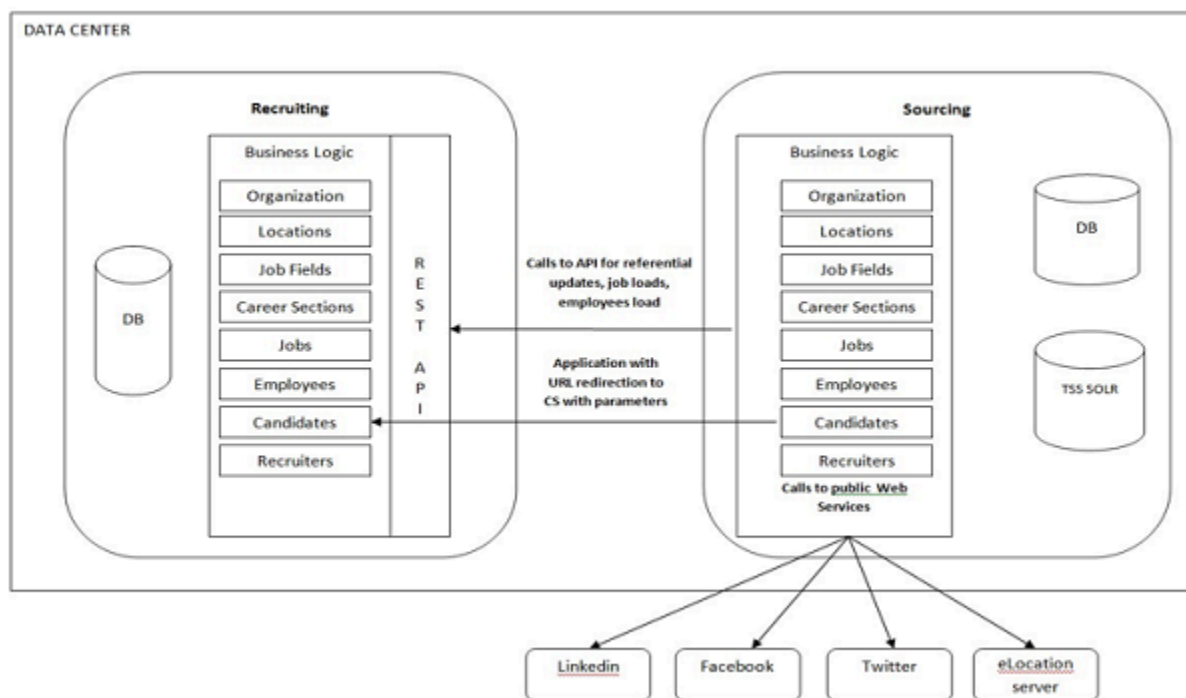 DATA CENTER
Recruiting
Business Logic
Organization
Locations
Job Fields
Career Sections
Jobs
Employees
Candidates
Recruiters
DB
REST API
Calls to API for referential
updates, job loads,
employees load
Application with
URL redirection to
CS with parameters
Sourcing
Business Logic
Organization
Locations
Job Fields
Career Sections
Jobs
Employees
Candidates
Recruiters
Calls to public Web
Services
DB
TSS SOLR
Linkedin
Facebook
Twitter
eLocation
server